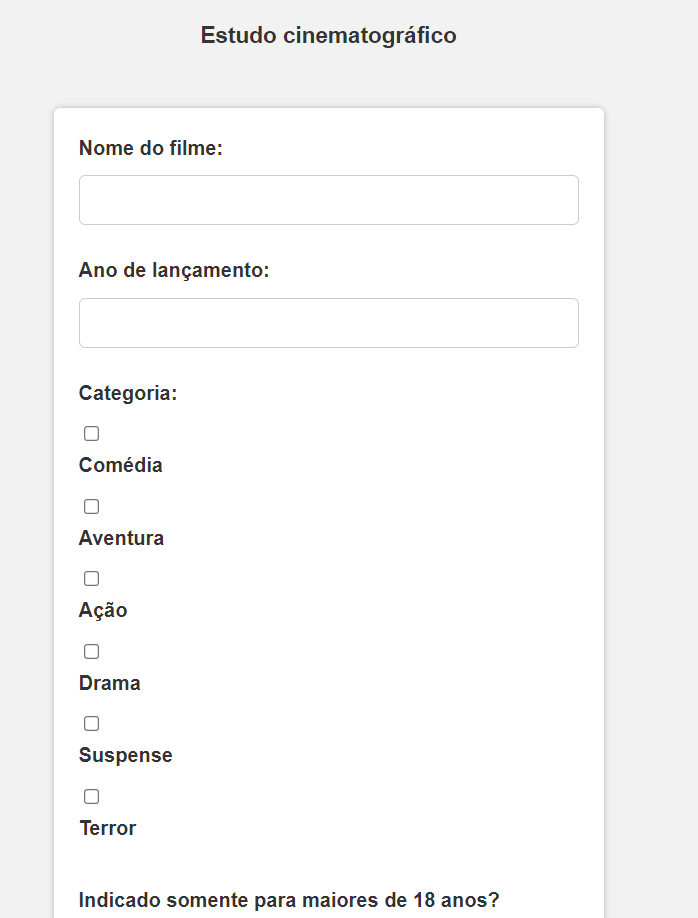 Estudo cinematográfico
Nome do filme:
Ano de lançamento:
Categoria:
Comédia
Aventura
Ação
Drama
Suspense
Terror
Indicado somente para maiores de 18 anos?